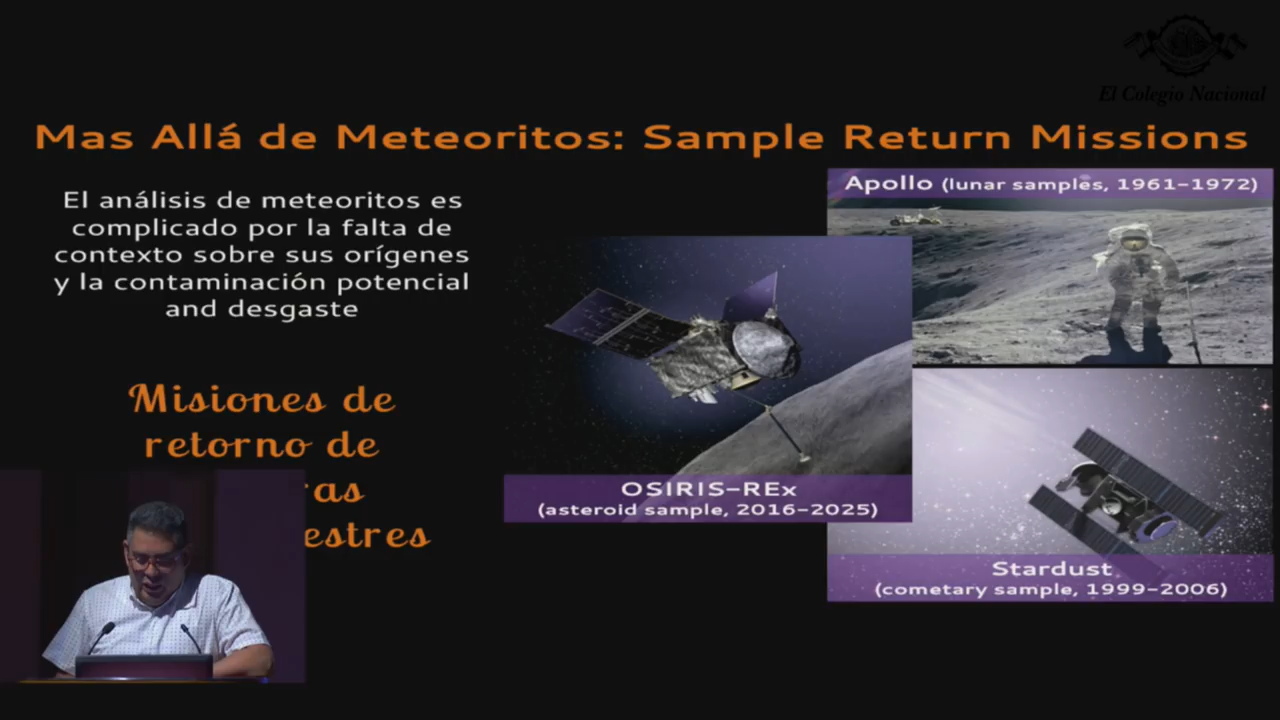 El Colegio Nacional
Mas Allá de Meteoritos: Sample Return Missions
El análisis de meteoritos es
complicado por la falta de
contexto sobre sus orígenes
y la contaminación potencial
and desgaste
Misiones de
retorno de
ras
estres
Apollo (lunar samples, 1961-1972)
OSIRIS-REx
(asteroid sample, 2016-2025)
Stardust
(cometary sample, 1999-2006)